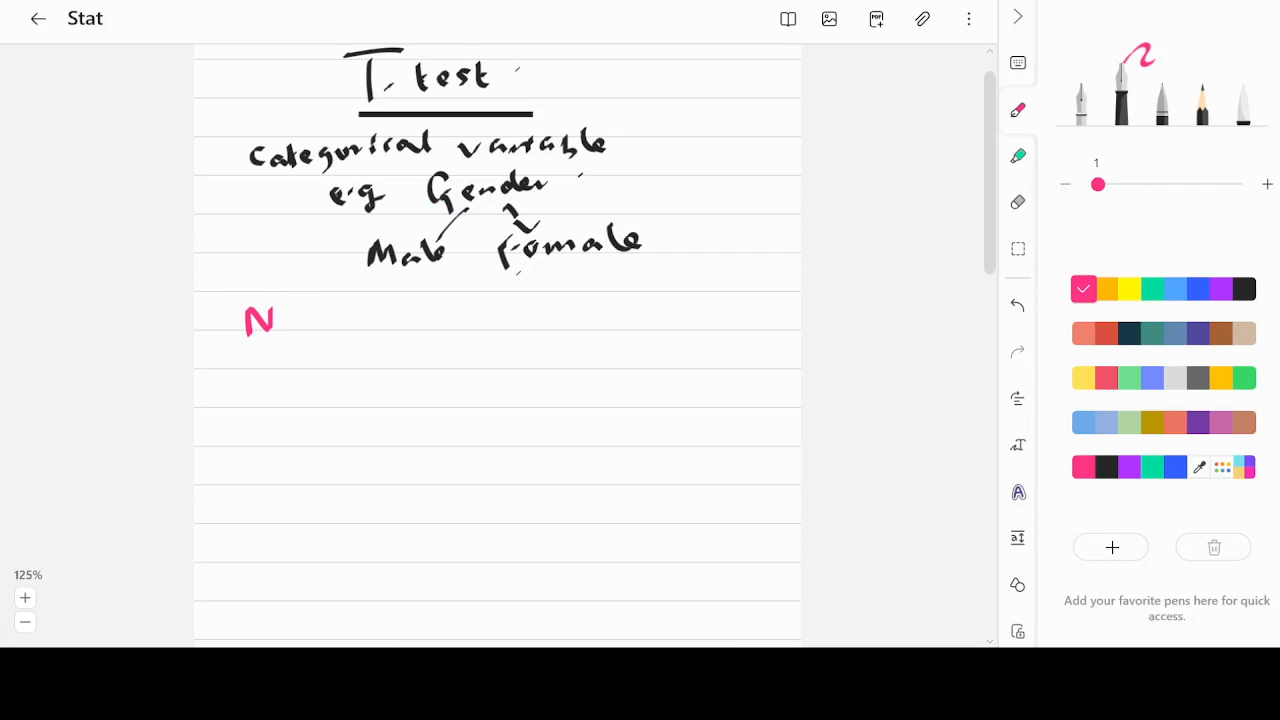 Stat
T. test
Categorical variable
e.g Gender
Male Female
N
1
125%
Add your favorite pens here for quick
access.